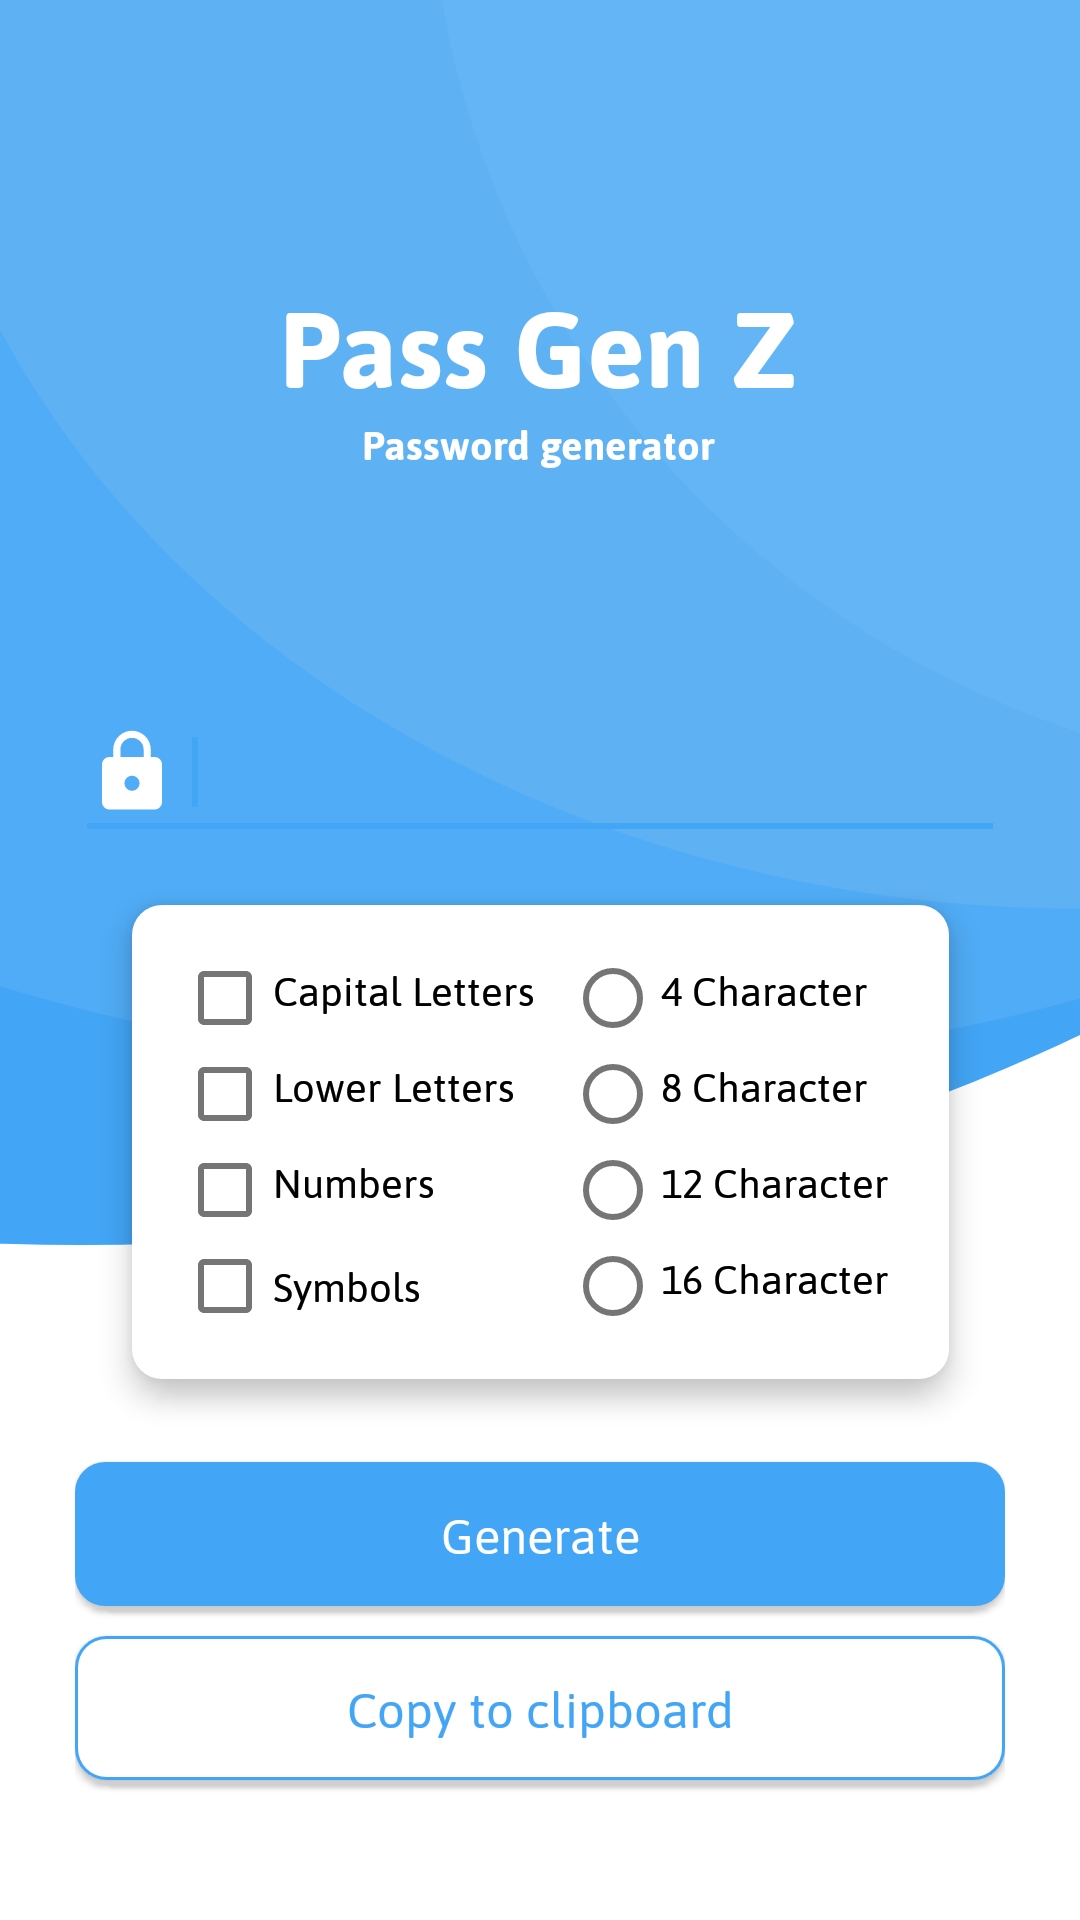 Pass Gen Z
Password generator
Capital Letters
4 Character
Lower Letters
8 Character
Numbers
12 Character
Symbols
16 Character
Generate
Copy to clipboard